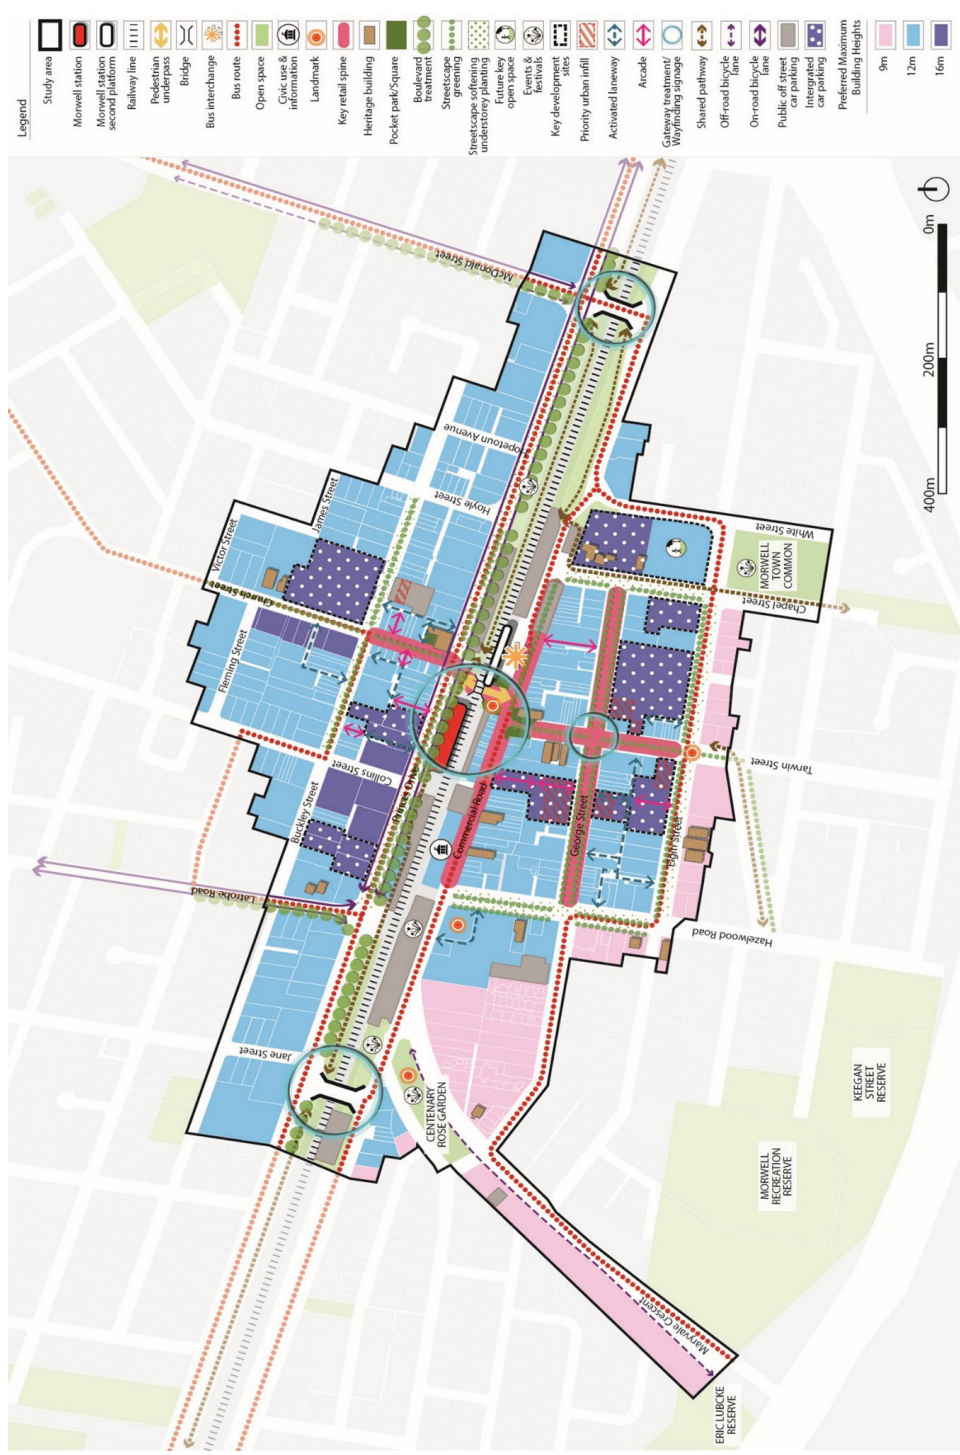 Legend
Study area
Morwell station
Morwell station
second platform
Railway line
Pedestrian
underpass
Bridge
Bus interchange
Bus route
Open space
Civic use &
information
Landmark
Key retail spine
Heritage building
Pocket park/Square
Boulevard
treatment
Streetscape
greening
Streetscape softening
understorey planting
Future key
open space
Events &
festivals
Key development
sites
Priority urban infill
Activated laneway
Arcade
Gateway treatment/
Wayfinding signage
Shared pathway
Off-road bicycle
lane
On-road bicycle
lane
Public off street
car parking
Intergrated
car parking
Preferred Maximum
Building Heights
9m
12m
16m
McDonald Street
Hopetoun Avenue
Hoyle Street
James Street
Victor Street
Church Street
Fleming Street
Collins Street
Buckley Street
Princes Drive
Latrobe Road
Jane Street
Commercial Road
George Street
Eighth Street
White Street
MORWELL
TOWN
COMMON
Chapel Street
Tarwin Street
Hazelwood Road
CENTENARY
ROSE GARDEN
KEEGAN
STREET
RESERVE
MORWELL
RECREATION
RESERVE
Maryvale Crescent
ERIC LUBCKE
RESERVE
0m
200m
400m